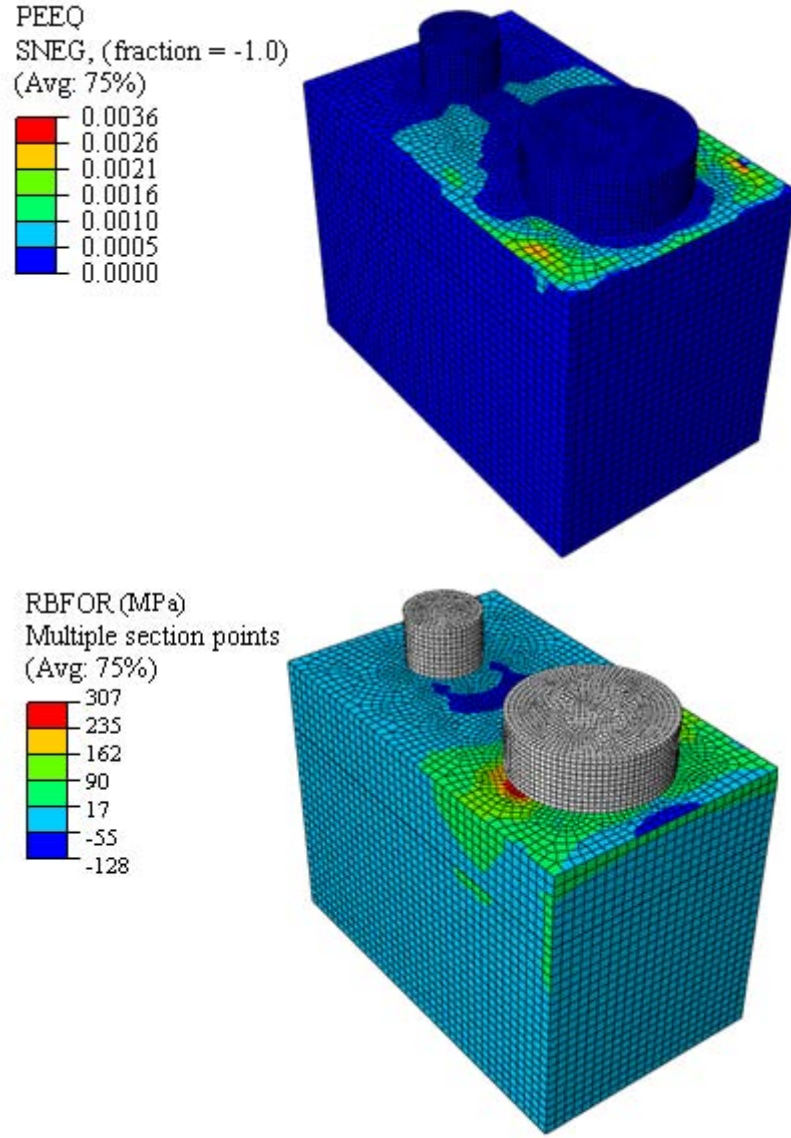 PEEQ
SNEG, (fraction = -1.0)
(Avg: 75%)
0.0036
0.0026
0.0021
0.0016
0.0010
0.0005
0.0000
RBFOR (MPa)
Multiple section points
(Avg: 75%)
307
235
162
90
17
-55
-128